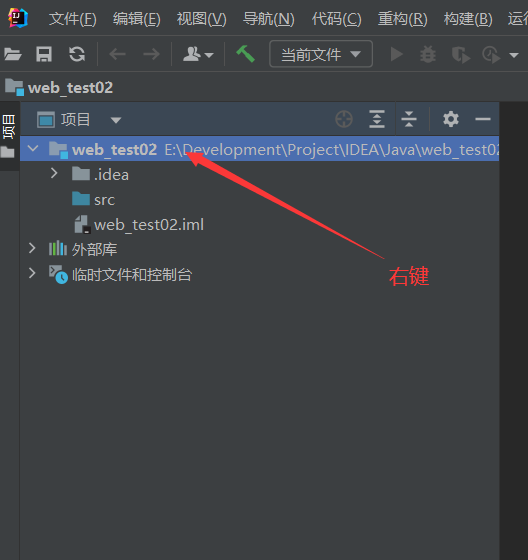 文件(F) 编辑(E) 视图(V) 导航(N) 代码(C) 重构(R) 构建(B) 运行
当前文件
web_test02
项目
项目
web_test02 E:\Development\Project\IDEA\Java\web_test02
.idea
src
web_test02.iml
外部库
临时文件和控制台
右键